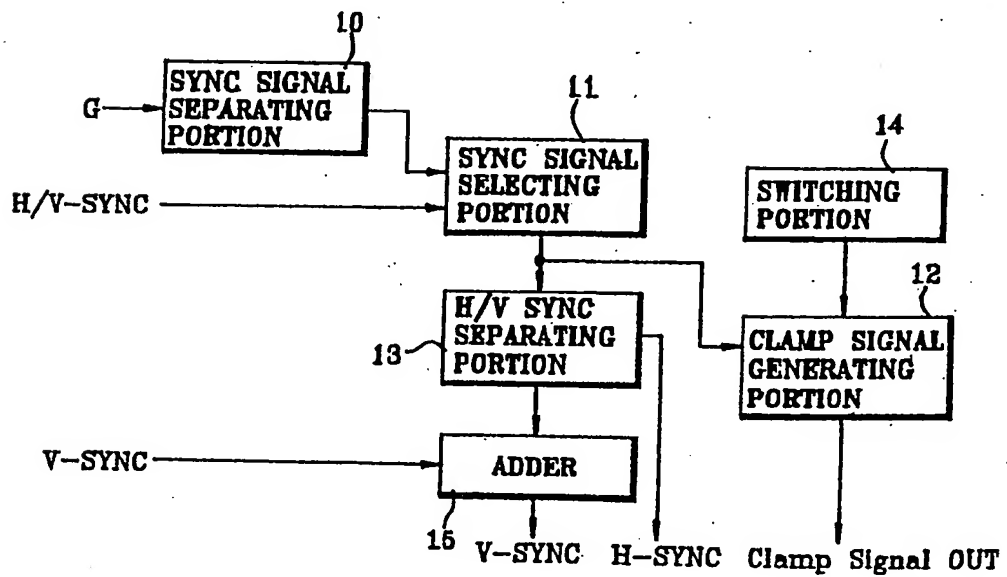 10
SYNC SIGNAL
SEPARATING
PORTION
G
11
SYNC SIGNAL
SELECTING
PORTION
H/V-SYNC
14
SWITCHING
PORTION
12
H/V SYNC
SEPARATING
PORTION
13
CLAMP SIGNAL
GENERATING
PORTION
V-SYNC
ADDER
15
V-SYNC
H-SYNC
Clamp Signal OUT